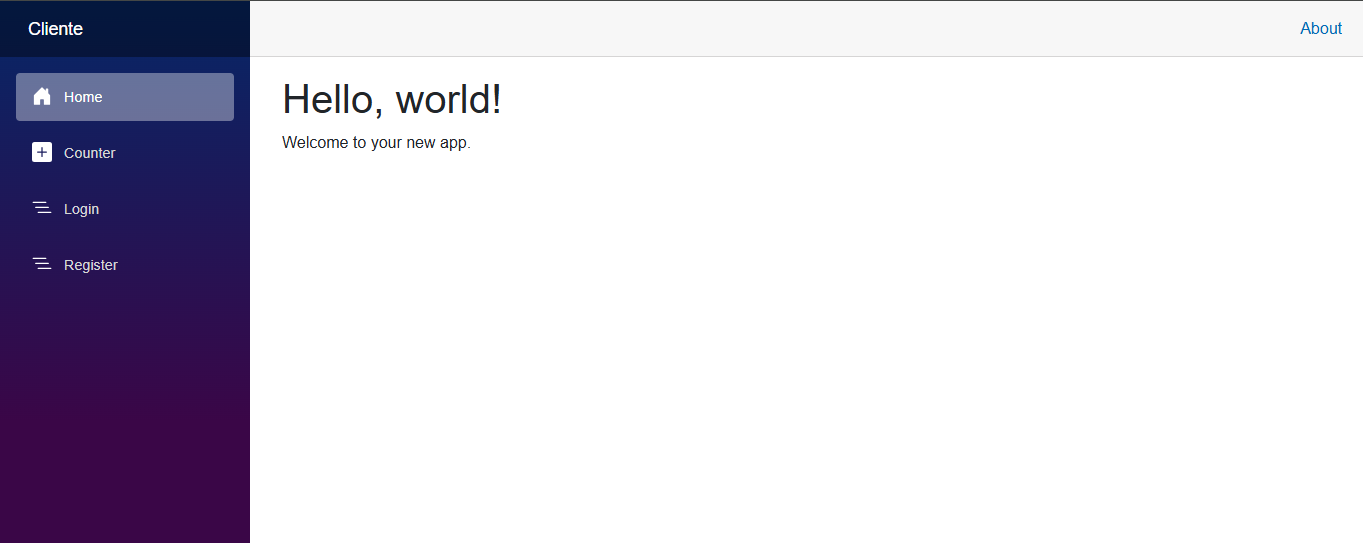 Cliente
About
Home
Counter
Login
Register
Hello, world!
Welcome to your new app.